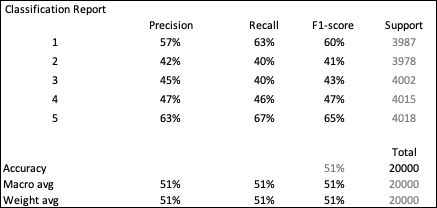 Classification Report
Precision Recall F1-score Support
1 57% 63% 60% 3987
2 42% 40% 41% 3978
3 45% 40% 43% 4002
4 47% 46% 47% 4015
5 63% 67% 65% 4018
Total
Accuracy 51% 20000
Macro avg 51% 51% 51% 20000
Weight avg 51% 51% 51% 20000